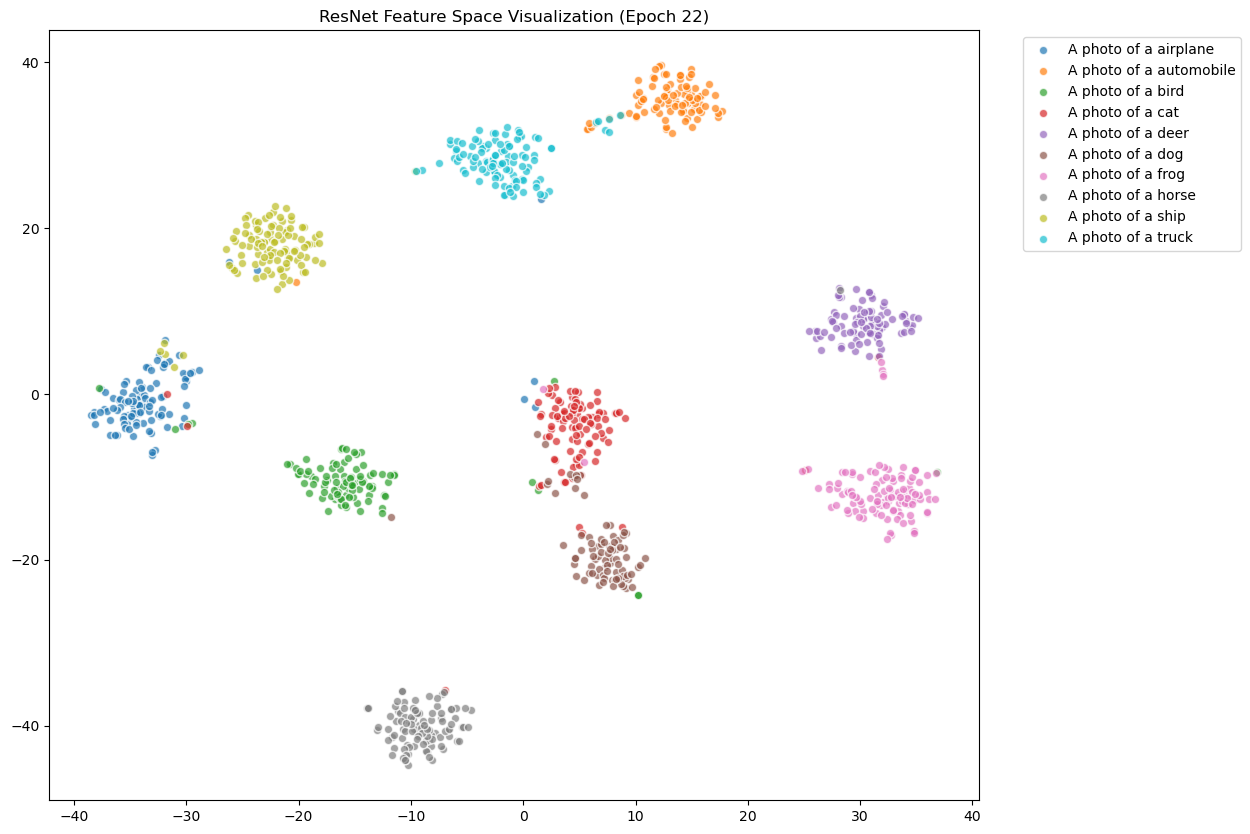 ResNet Feature Space Visualization (Epoch 22)
A photo of a airplane
A photo of a automobile
A photo of a bird
A photo of a cat
A photo of a deer
A photo of a dog
A photo of a frog
A photo of a horse
A photo of a ship
A photo of a truck
40
20
0
−20
−40
−40 −30 −20 −10 0 10 20 30 40